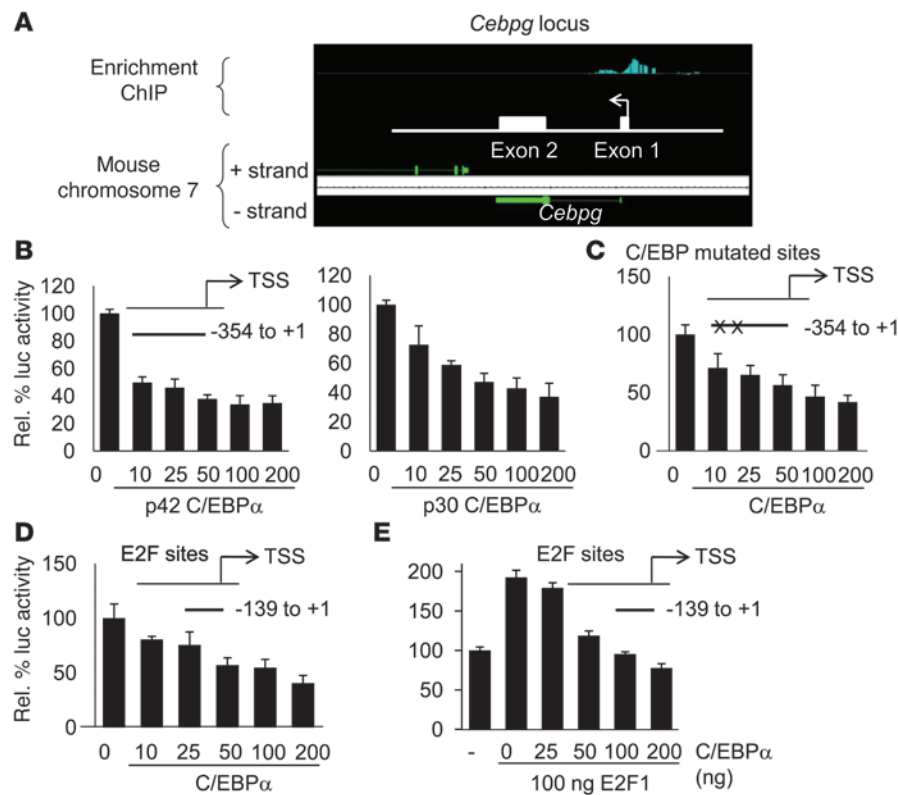 A
Cebpg locus
Enrichment
ChIP
Exon 2
Exon 1
Mouse
chromosome 7
+ strand
- strand
Cebpg
B
Rel. % luc activity
120
100
80
60
40
20
0
TSS
-354 to +1
0 10 25 50 100 200
p42 C/EBPα
120
100
80
60
40
20
0
0 10 25 50 100 200
p30 C/EBPα
C
C/EBP mutated sites
150
100
50
0
TSS
X X
-354 to +1
0 10 25 50 100 200
C/EBPα
D
Rel. % luc activity
150
100
50
0
E2F sites
TSS
-139 to +1
0 10 25 50 100 200
C/EBPα
E
200
150
100
50
0
E2F sites
TSS
-139 to +1
- 0 25 50 100 200
C/EBPα
(ng)
100 ng E2F1